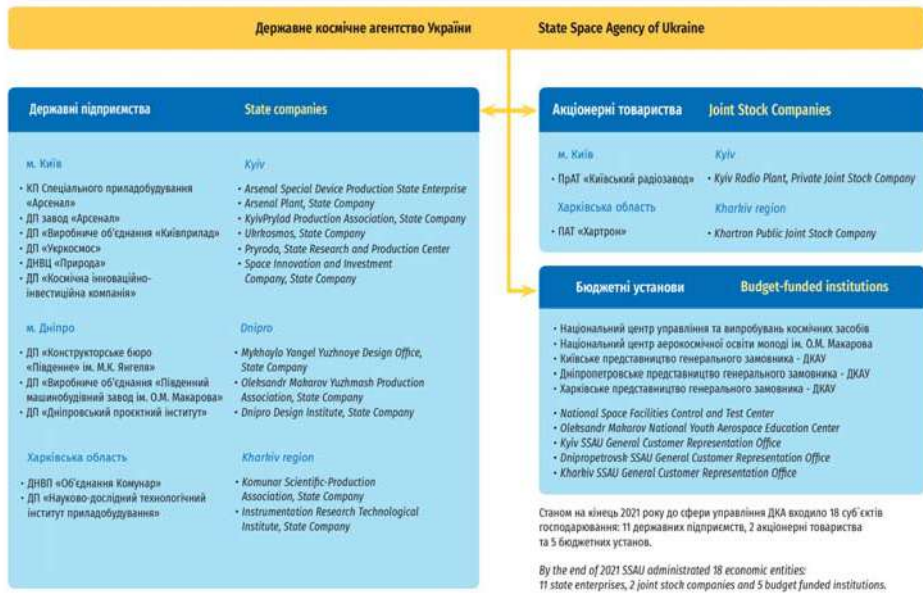 Державне космічне агентство України
State Space Agency of Ukraine
Державні підприємства
State companies
м. Київ
• КП Спеціального приладобудування
«Арсенал»
• ДП завод «Арсенал»
• ДП «Виробниче об'єднання «Київприлад»
• ДП «Укркосмос»
• ДНВЦ «Природа»
• ДП «Космічна інноваційно-
інвестиційна компанія»
Kyiv
• Arsenal Special Device Production State Enterprise
• Arsenal Plant, State Company
• KyivPrylad Production Association, State Company
• Ukrkosmos, State Company
• Pryroda, State Research and Production Center
• Space Innovation and Investment
Company, State Company
м. Дніпро
• ДП «Конструкторське бюро
«Південне» ім. М.К. Янгеля»
• ДП «Виробниче об'єднання «Південний
машинобудівний завод ім. О.М. Макарова»
• ДП «Дніпровський проєктний інститут»
Dnipro
• Mykhaylo Yangel Yuzhnoye Design Office,
State Company
• Oleksandr Makarov Yuzhmash Production
Association, State Company
• Dnipro Design Institute, State Company
Харківська область
• ДНВП «Об'єднання Комунар»
• ДП «Науково-дослідний технологічний
інститут приладобудування»
Kharkiv region
• Komunar Scientific-Production
Association, State Company
• Instrumentation Research Technological
Institute, State Company
Акціонерні товариства
Joint Stock Companies
м. Київ
• ПрАТ «Київський радіозавод»
Kyiv
• Kyiv Radio Plant, Private Joint Stock Company
Харківська область
• ПАТ «Хартрон»
Kharkiv region
• Khartron Public Joint Stock Company
Бюджетні установи
Budget-funded institutions
• Національний центр управління та випробувань космічних засобів
• Національний центр аерокосмічної освіти молоді ім. О.М. Макарова
• Київське представництво генерального замовника - ДКАУ
• Дніпропетровське представництво генерального замовника - ДКАУ
• Харківське представництво генерального замовника - ДКАУ
• National Space Facilities Control and Test Center
• Oleksandr Makarov National Youth Aerospace Education Center
• Kyiv SSAU General Customer Representation Office
• Dnipropetrovsk SSAU General Customer Representation Office
• Kharkiv SSAU General Customer Representation Office
Станом на кінець 2021 року до сфери управління ДКА входило 18 суб'єктів
господарювання: 11 державних підприємств, 2 акціонерні товариства
та 5 бюджетних установ.
By the end of 2021 SSAU administrated 18 economic entities:
11 state enterprises, 2 joint stock companies and 5 budget funded institutions.